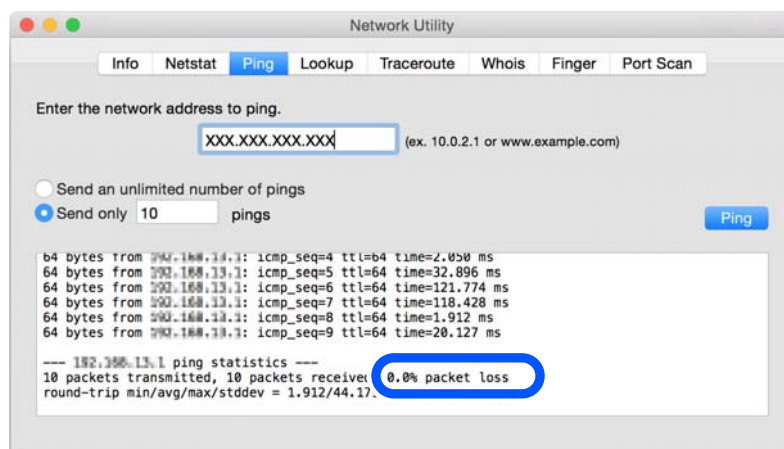 Network Utility
Info Netstat Ping Lookup Traceroute Whois Finger Port Scan
Enter the network address to ping.
XXX.XXX.XXX.XXX (ex. 10.0.2.1 or www.example.com)
Send an unlimited number of pings
Send only 10 pings
Ping
64 bytes from : icmp_seq=4 ttl=64 time=2.050 ms
64 bytes from : icmp_seq=5 ttl=64 time=32.896 ms
64 bytes from : icmp_seq=6 ttl=64 time=121.774 ms
64 bytes from : icmp_seq=7 ttl=64 time=118.428 ms
64 bytes from : icmp_seq=8 ttl=64 time=1.912 ms
64 bytes from : icmp_seq=9 ttl=64 time=20.127 ms
--- ping statistics ---
10 packets transmitted, 10 packets received 0.0% packet loss
round-trip min/avg/max/stddev = 1.912/44.17